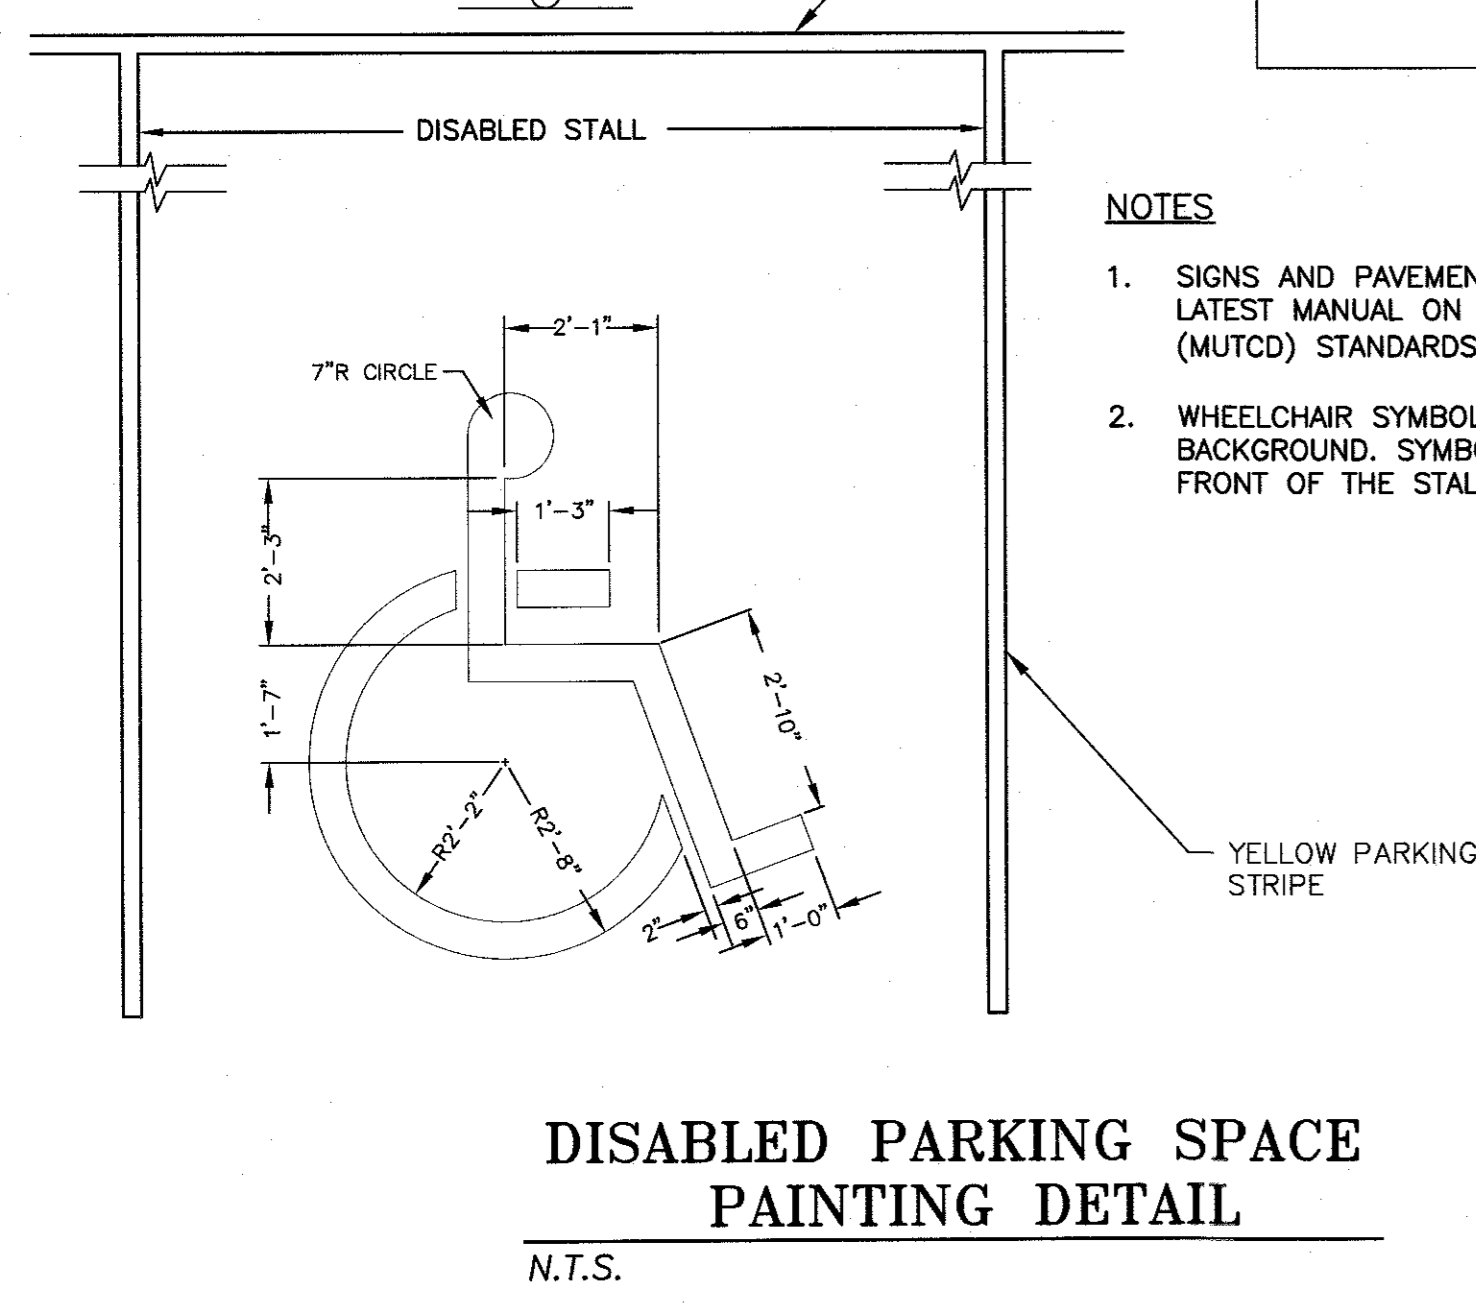 DISABLED STALL
NOTES
1. SIGNS AND PAVEMEN
LATEST MANUAL ON
(MUTCD) STANDARDS
2. WHEELCHAIR SYMBOL
BACKGROUND. SYMBO
FRONT OF THE STAL
2'-1"
7"R CIRCLE
1'-3"
2'-3"
1'-7"
2'-10"
R2'-2"
R2'-8"
2"
6"
1'-0"
YELLOW PARKING
STRIPE
DISABLED PARKING SPACE
PAINTING DETAIL
N.T.S.